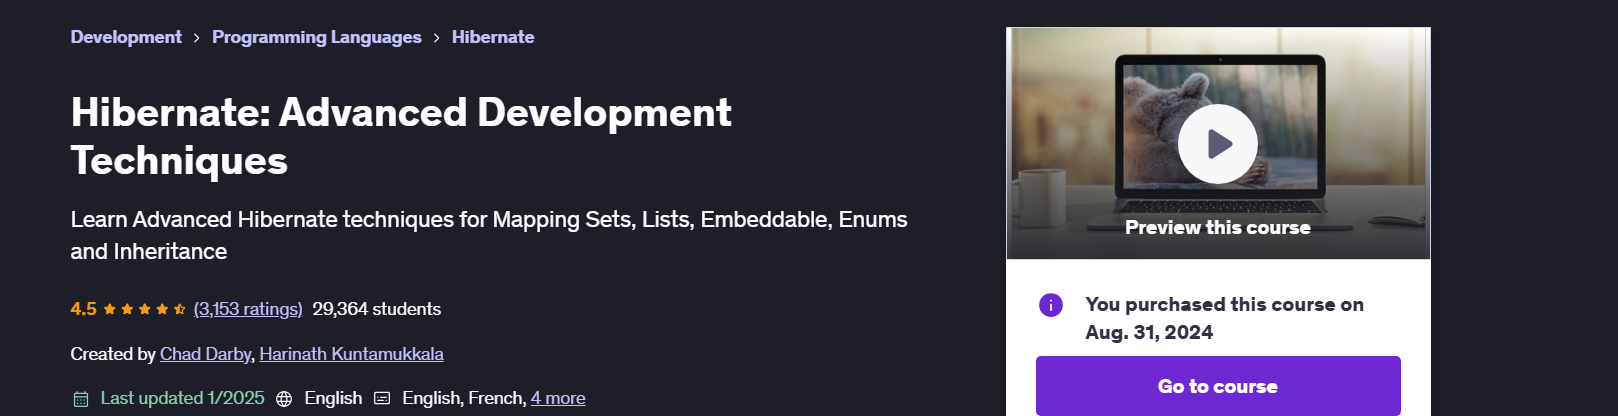 Development > Programming Languages > Hibernate
Hibernate: Advanced Development
Techniques
Learn Advanced Hibernate techniques for Mapping Sets, Lists, Embeddable, Enums
and Inheritance
4.5 (3,153 ratings) 29,364 students
Created by Chad Darby, Harinath Kuntamukkala
Last updated 1/2025 English English, French, 4 more
Preview this course
You purchased this course on
Aug. 31, 2024
Go to course